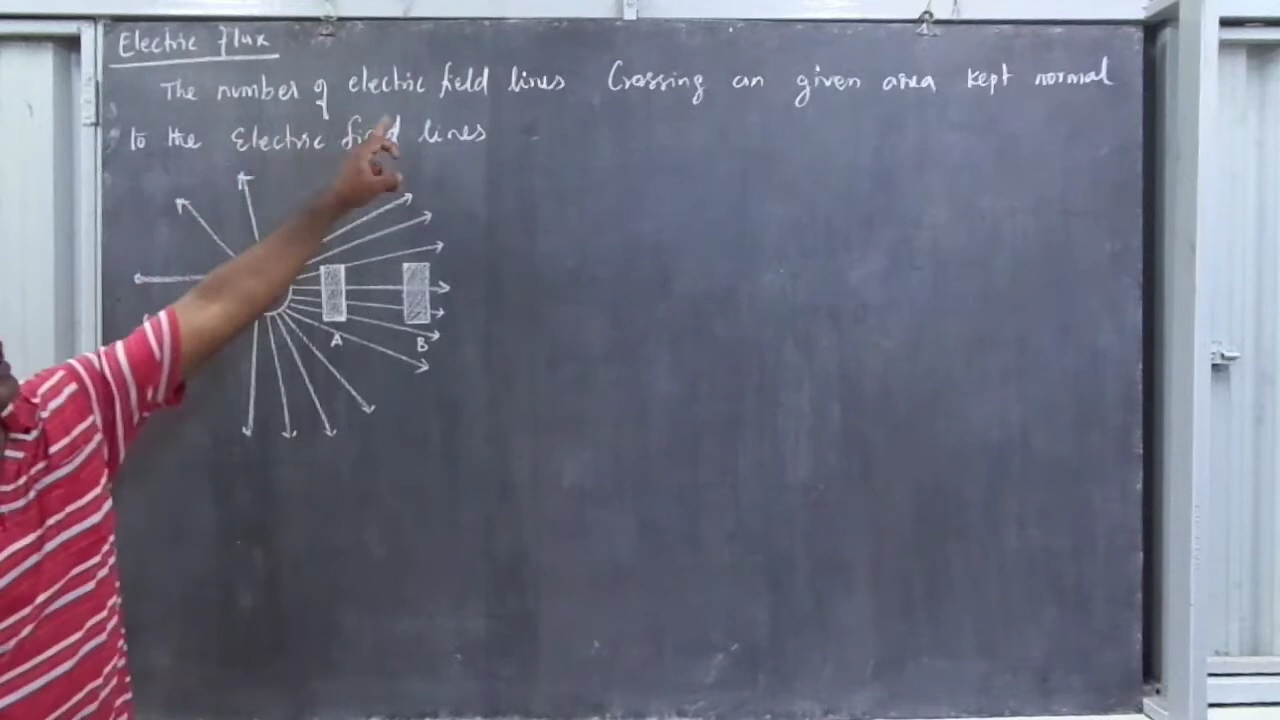 Electric flux
The number of electric field lines Crossing an given area kept normal
to the Electric field lines
A B